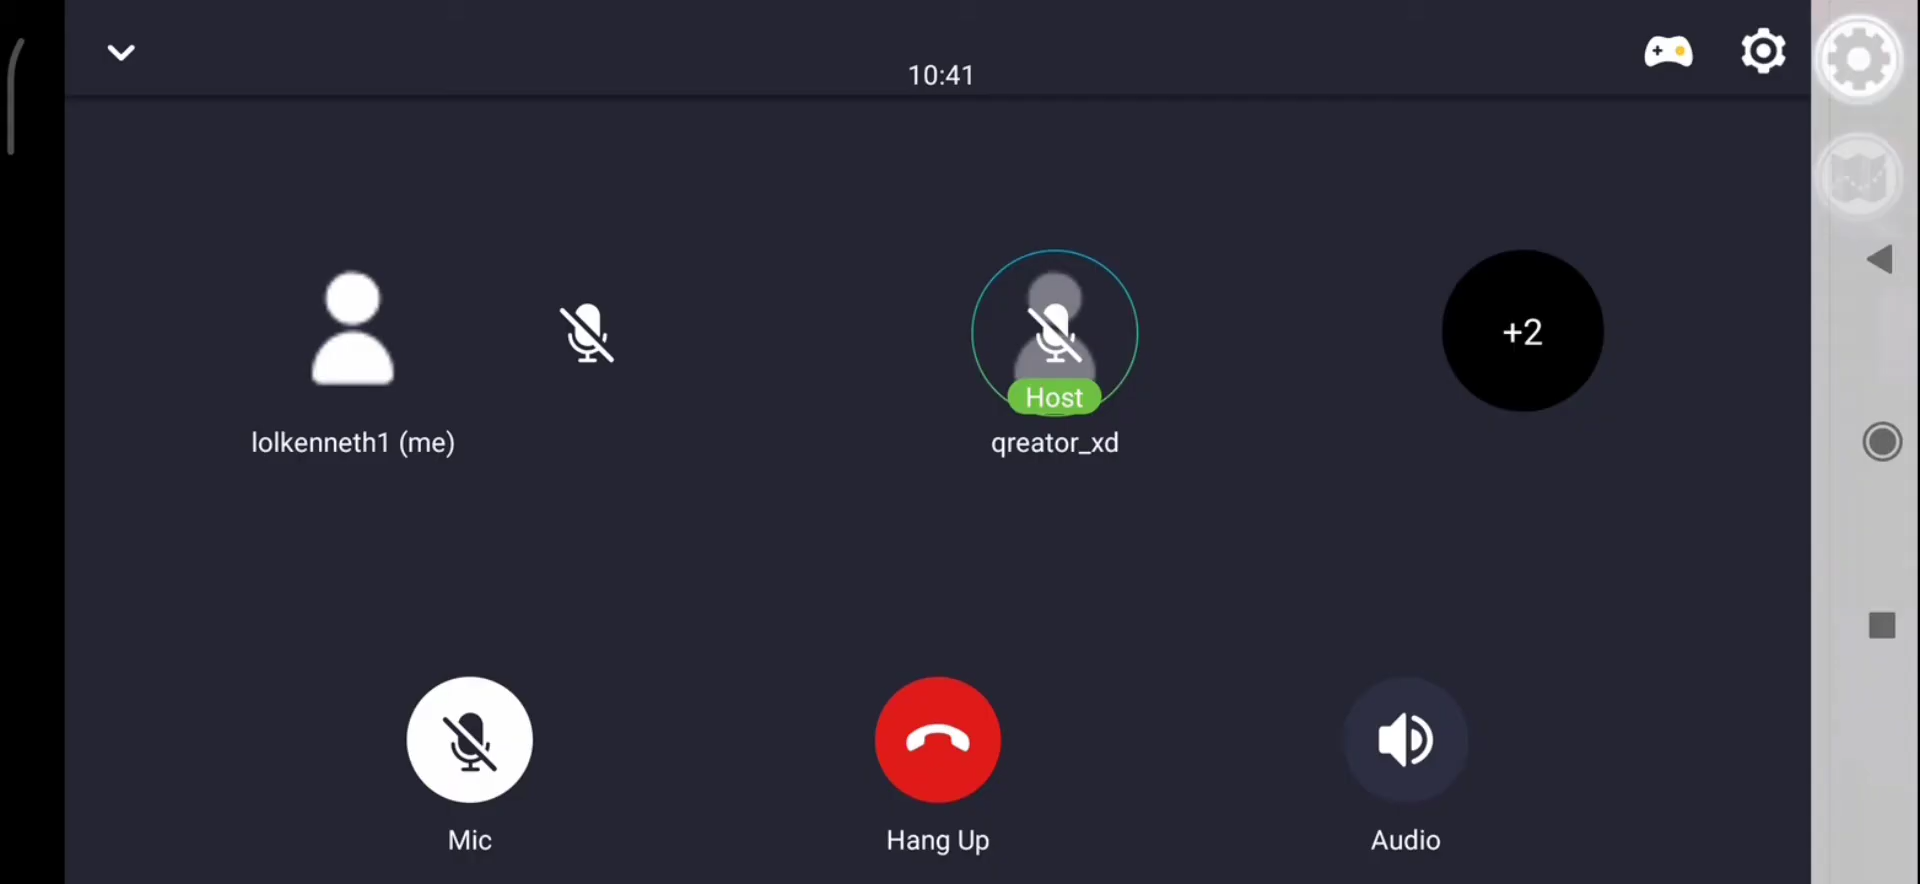 10:41
+2
Host
lolkenneth1 (me)
qreator_xd
Mic
Hang Up
Audio